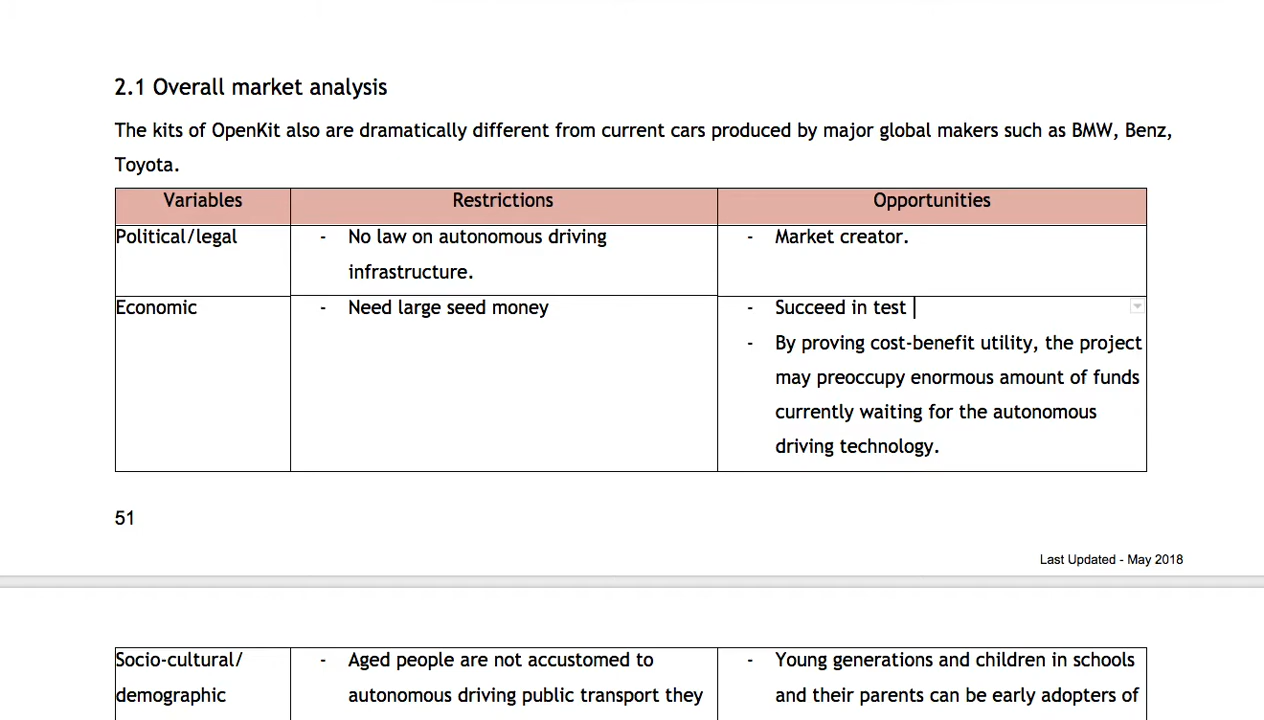 2.1 Overall market analysis
The kits of OpenKit also are dramatically different from current cars produced by major global makers such as BMW, Benz,
Toyota.
Variables Restrictions Opportunities
Political/legal - No law on autonomous driving - Market creator.
infrastructure.
Economic - Need large seed money - Succeed in test
- By proving cost-benefit utility, the project
may preoccupy enormous amount of funds
currently waiting for the autonomous
driving technology.
51
Last Updated - May 2018
Socio-cultural/ - Aged people are not accustomed to - Young generations and children in schools
demographic autonomous driving public transport they and their parents can be early adopters of